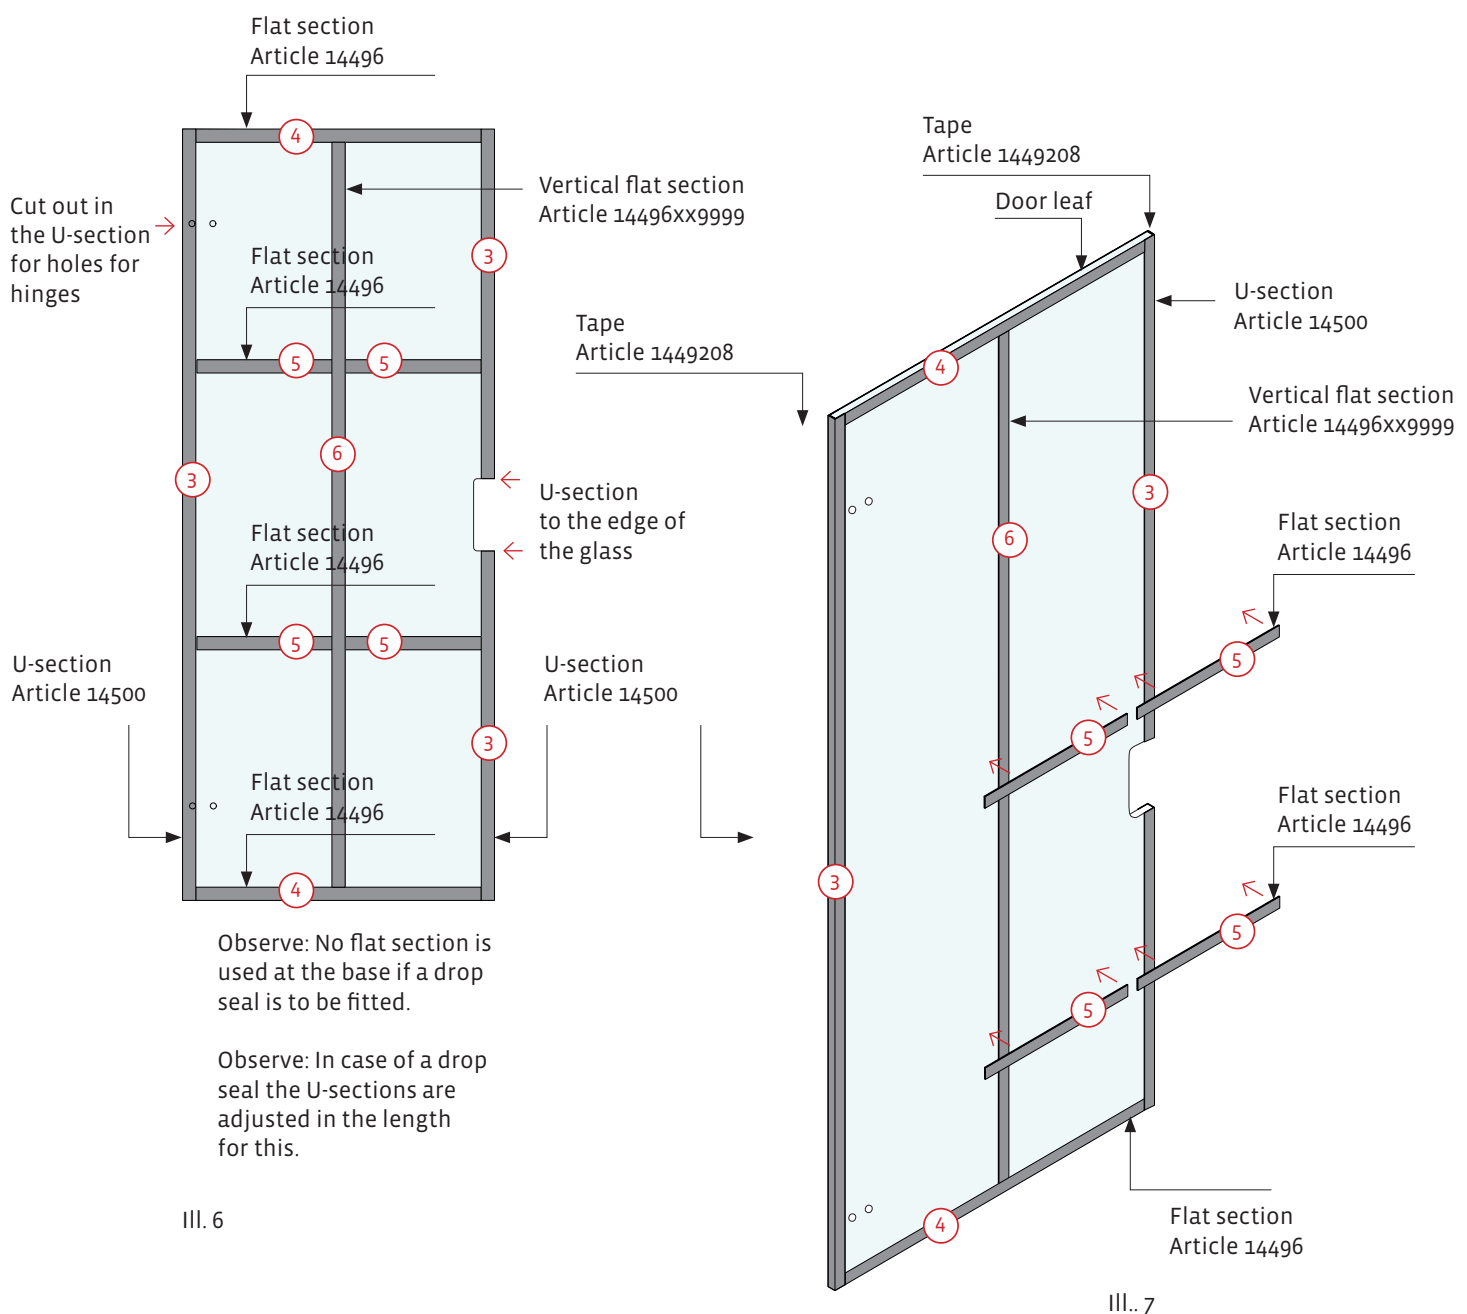 Flat section
Article 14496
4
Vertical flat section
Article 14496xx9999
Cut out in
the U-section
for holes for
hinges
3
Flat section
Article 14496
5
5
6
3
U-section
to the edge of
the glass
Flat section
Article 14496
5
5
U-section
Article 14500
U-section
Article 14500
3
Flat section
Article 14496
4
Observe: No flat section is
used at the base if a drop
seal is to be fitted.
Observe: In case of a drop
seal the U-sections are
adjusted in the length
for this.
Ill. 6
Tape
Article 1449208
Door leaf
U-section
Article 14500
Tape
Article 1449208
4
Vertical flat section
Article 14496xx9999
3
6
Flat section
Article 14496
5
5
Flat section
Article 14496
3
5
5
4
Flat section
Article 14496
Ill.. 7